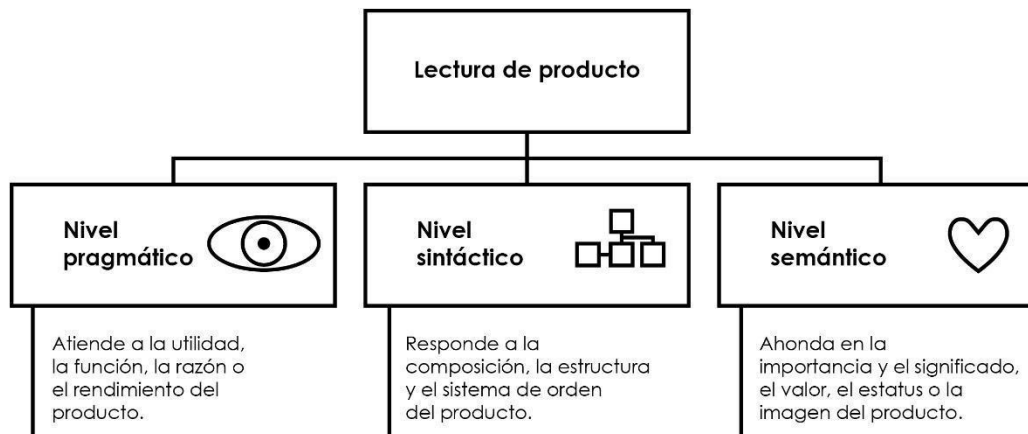 Lectura de producto
Nivel
pragmático
Nivel
sintáctico
Nivel
semántico
Atiende a la utilidad,
la función, la razón o
el rendimiento del
producto.
Responde a la
composición, la estructura
y el sistema de orden
del producto.
Ahonda en la
importancia y el significado,
el valor, el estatus o la
imagen del producto.